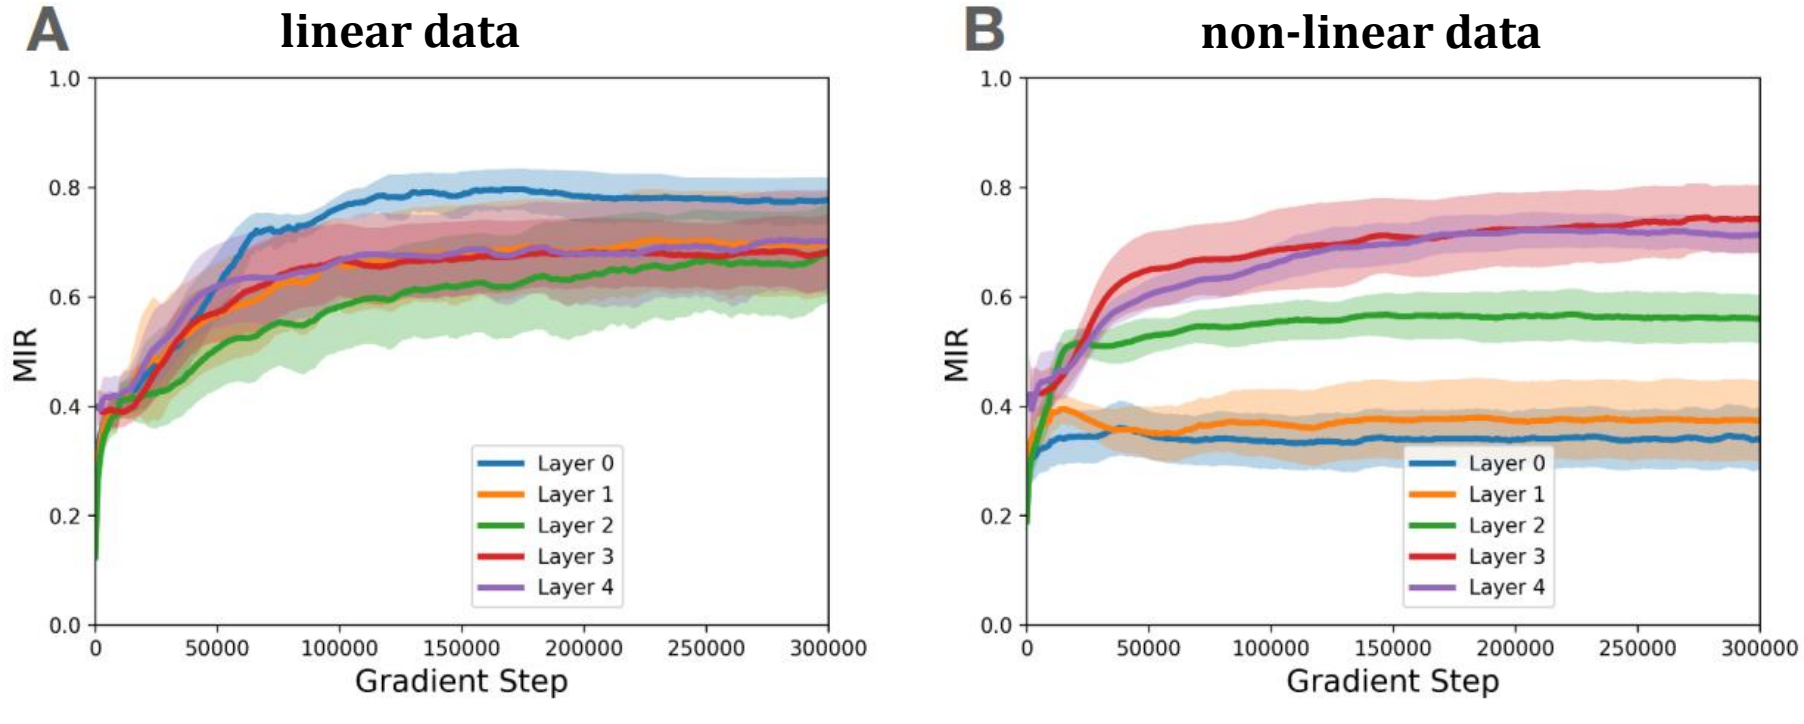 A
linear data
1.0
0.8
0.6
0.4
0.2
0.0
MIR
Layer 0
Layer 1
Layer 2
Layer 3
Layer 4
0 50000 100000 150000 200000 250000 300000
Gradient Step
B
non-linear data
1.0
0.8
0.6
0.4
0.2
0.0
MIR
Layer 0
Layer 1
Layer 2
Layer 3
Layer 4
0 50000 100000 150000 200000 250000 300000
Gradient Step